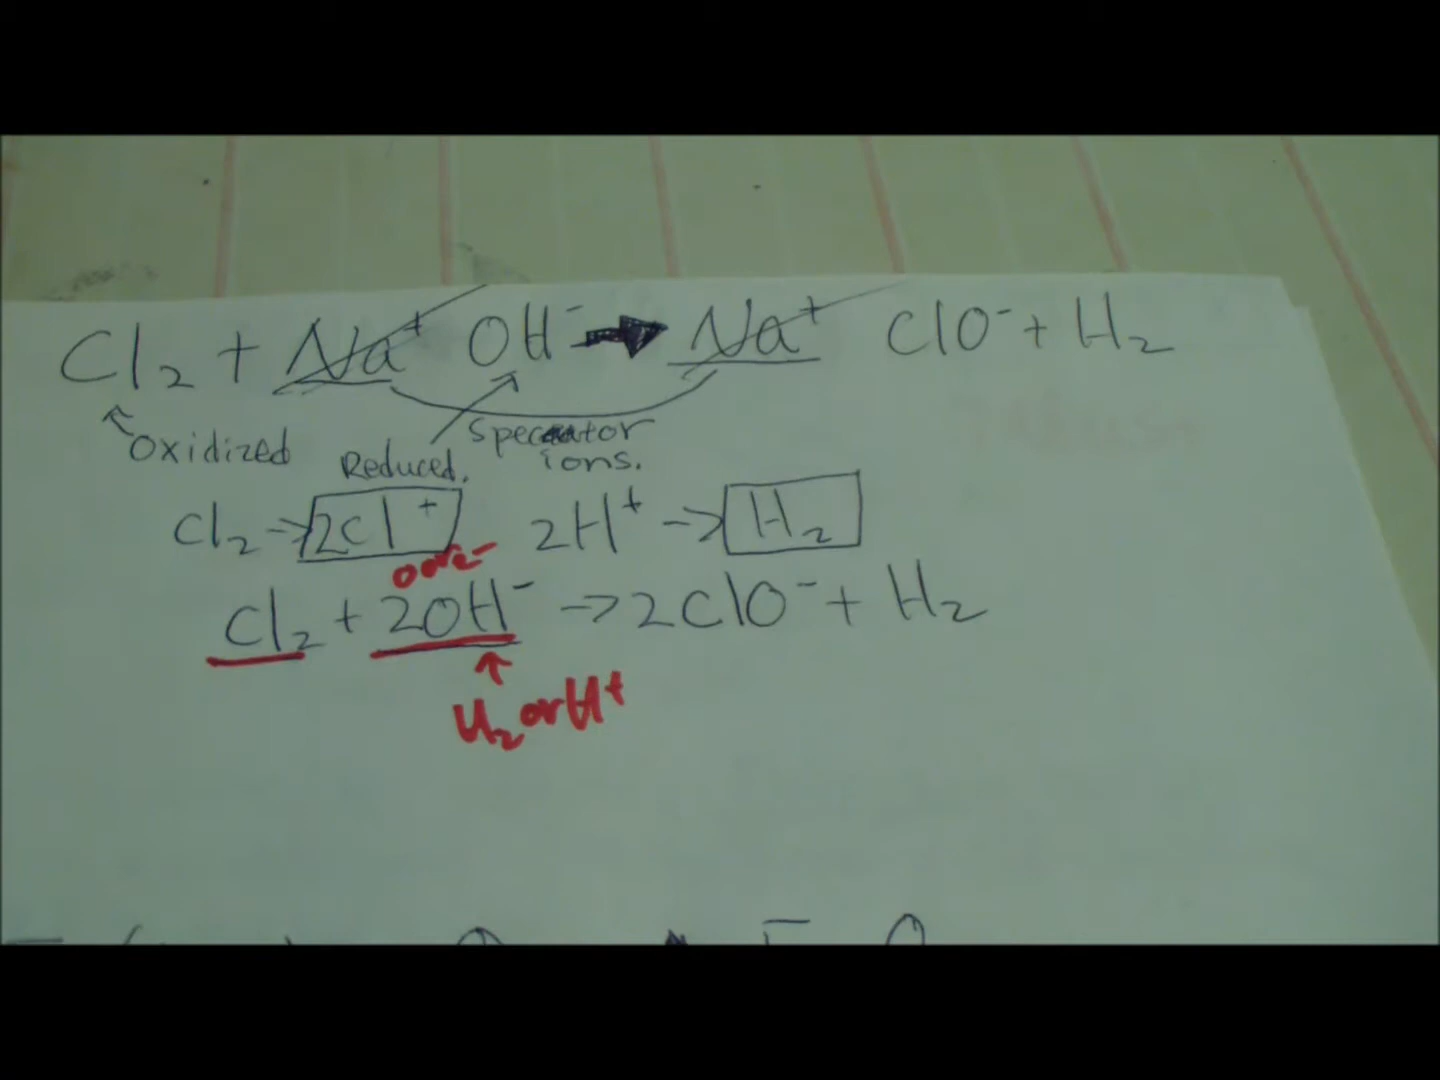 Cl₂ + Na⁺ OH⁻ → Na⁺ ClO⁻ + H₂
Oxidized Reduced. Spectator
ions.
Cl₂ → 2Cl⁺ 2H⁺ → H₂
Cl₂ + 2OH⁻ → 2ClO⁻ + H₂
H₂ or H⁺